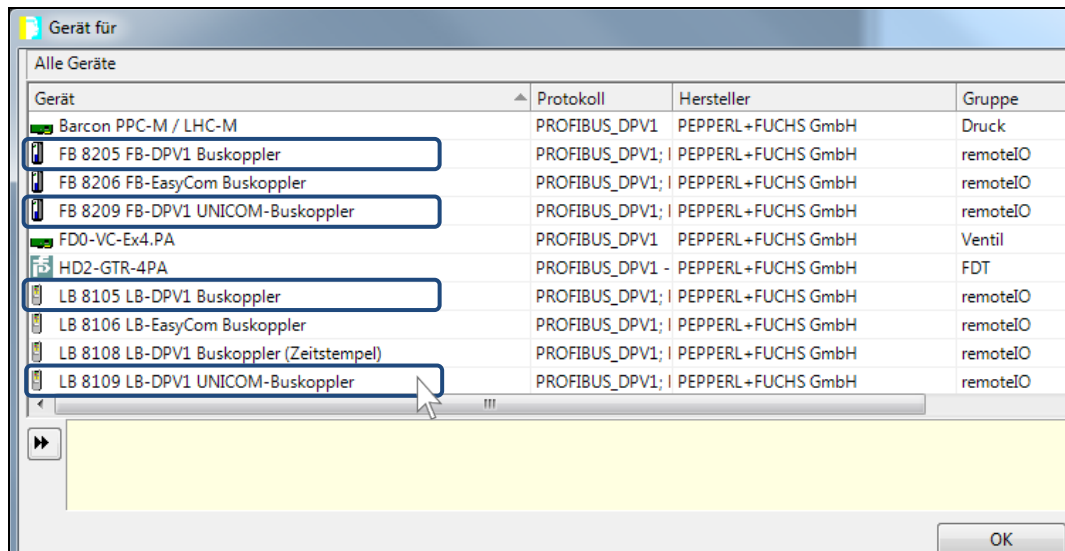 Gerät für
Alle Geräte
Gerät Protokoll Hersteller Gruppe
Barcon PPC-M / LHC-M PROFIBUS_DPV1 PEPPERL+FUCHS GmbH Druck
FB 8205 FB-DPV1 Buskoppler PROFIBUS_DPV1; PEPPERL+FUCHS GmbH remoteIO
FB 8206 FB-EasyCom Buskoppler PROFIBUS_DPV1; PEPPERL+FUCHS GmbH remoteIO
FB 8209 FB-DPV1 UNICOM-Buskoppler PROFIBUS_DPV1; PEPPERL+FUCHS GmbH remoteIO
FD0-VC-Ex4.PA PROFIBUS_DPV1 PEPPERL+FUCHS GmbH Ventil
HD2-GTR-4PA PROFIBUS_DPV1 - PEPPERL+FUCHS GmbH FDT
LB 8105 LB-DPV1 Buskoppler PROFIBUS_DPV1; PEPPERL+FUCHS GmbH remoteIO
LB 8106 LB-EasyCom Buskoppler PROFIBUS_DPV1; PEPPERL+FUCHS GmbH remoteIO
LB 8108 LB-DPV1 Buskoppler (Zeitstempel) PROFIBUS_DPV1; PEPPERL+FUCHS GmbH remoteIO
LB 8109 LB-DPV1 UNICOM-Buskoppler PROFIBUS_DPV1; PEPPERL+FUCHS GmbH remoteIO
OK